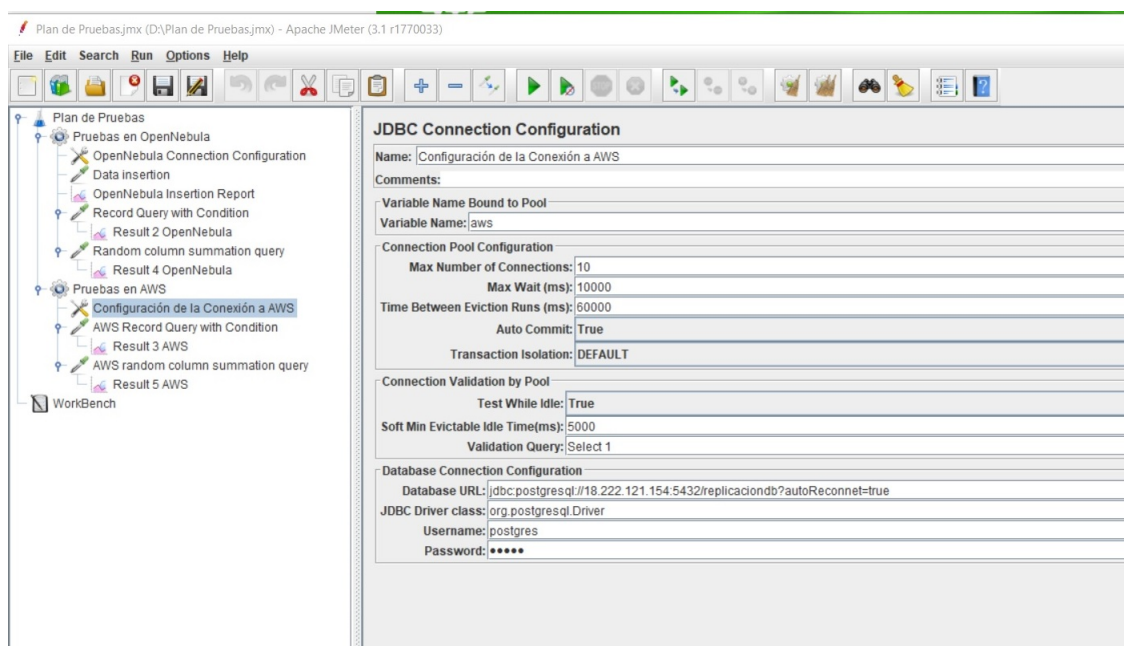 Plan de Pruebas.jmx (D:\Plan de Pruebas.jmx) - Apache JMeter (3.1 r1770033)
File Edit Search Run Options Help
Plan de Pruebas
Pruebas en OpenNebula
OpenNebula Connection Configuration
Data insertion
OpenNebula Insertion Report
Record Query with Condition
Result 2 OpenNebula
Random column summation query
Result 4 OpenNebula
Pruebas en AWS
Configuración de la Conexión a AWS
AWS Record Query with Condition
Result 3 AWS
AWS random column summation query
Result 5 AWS
WorkBench
JDBC Connection Configuration
Name: Configuración de la Conexión a AWS
Comments:
Variable Name Bound to Pool
Variable Name: aws
Connection Pool Configuration
Max Number of Connections: 10
Max Wait (ms): 10000
Time Between Eviction Runs (ms): 60000
Auto Commit: True
Transaction Isolation: DEFAULT
Connection Validation by Pool
Test While Idle: True
Soft Min Evictable Idle Time(ms): 5000
Validation Query: Select 1
Database Connection Configuration
Database URL: jdbc:postgresql://18.222.121.154:5432/replicaciondb?autoReconnet=true
JDBC Driver class: org.postgresql.Driver
Username: postgres
Password: •••••